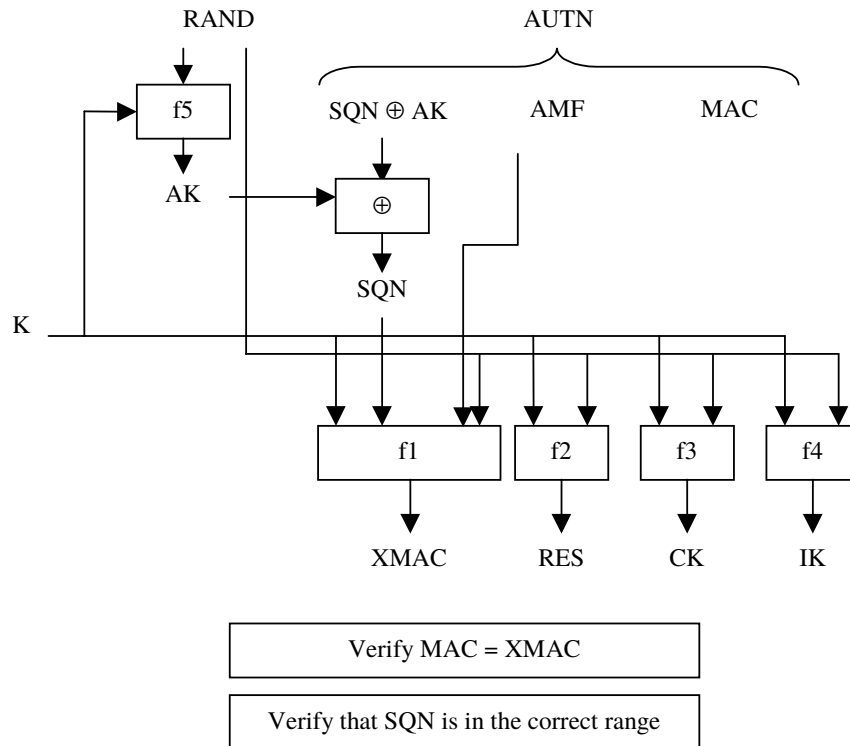 RAND AUTN
f5 SQN ⊕ AK AMF MAC
AK ⊕
SQN
K
f1 f2 f3 f4
XMAC RES CK IK
Verify MAC = XMAC
Verify that SQN is in the correct range